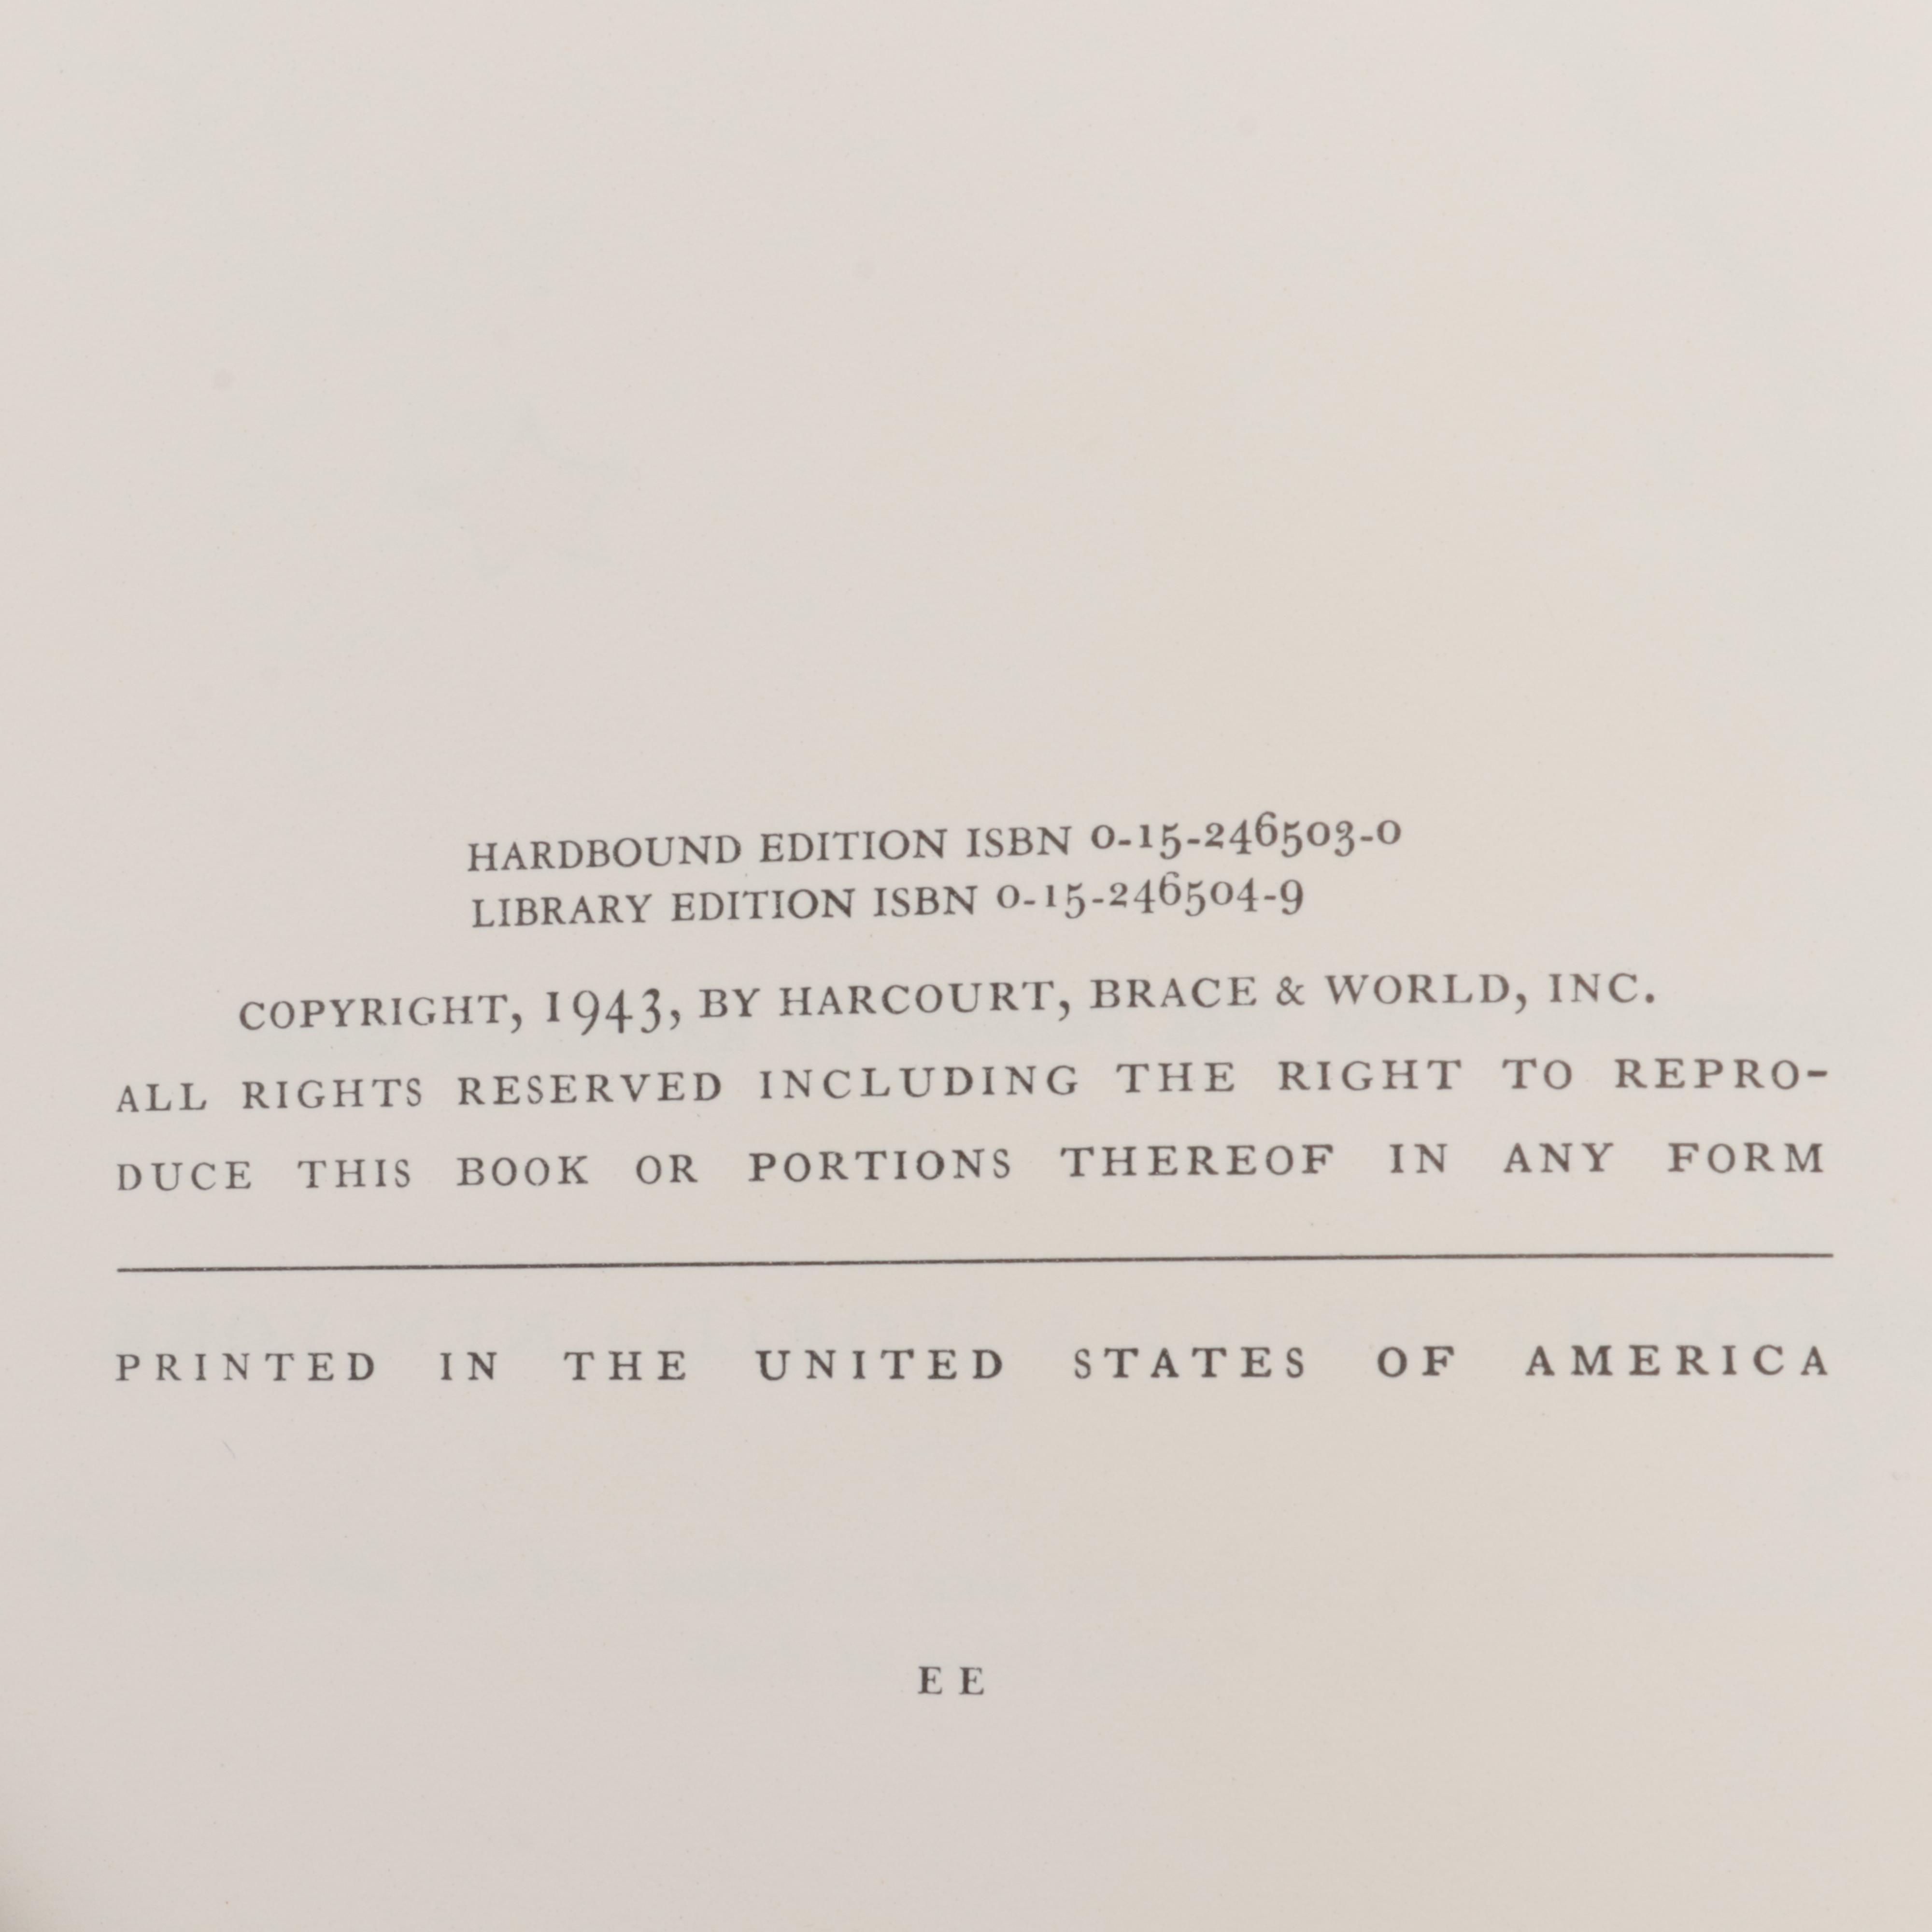 HARDBOUND EDITION ISBN 0-15-246503-0
LIBRARY EDITION ISBN 0-15-246504-9
COPYRIGHT, 1943, BY HARCOURT, BRACE & WORLD, INC.
ALL RIGHTS RESERVED INCLUDING THE RIGHT TO REPRO-
DUCE THIS BOOK OR PORTIONS THEREOF IN ANY FORM
PRINTED IN THE UNITED STATES OF AMERICA
E E